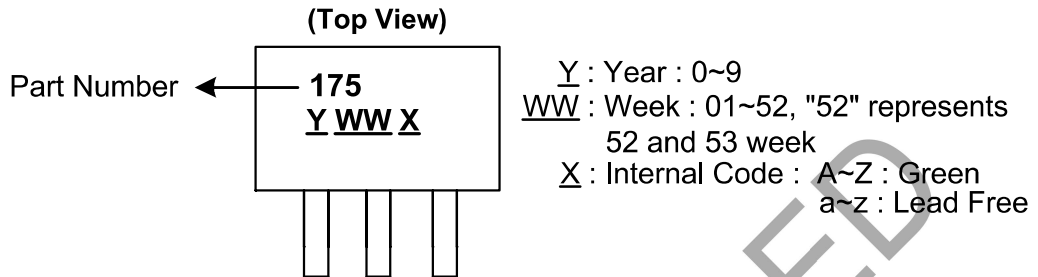 (Top View)
Part Number
175
Y WW X
Y : Year : 0~9
WW : Week : 01~52, "52" represents
52 and 53 week
X : Internal Code : A~Z : Green
a~z : Lead Free